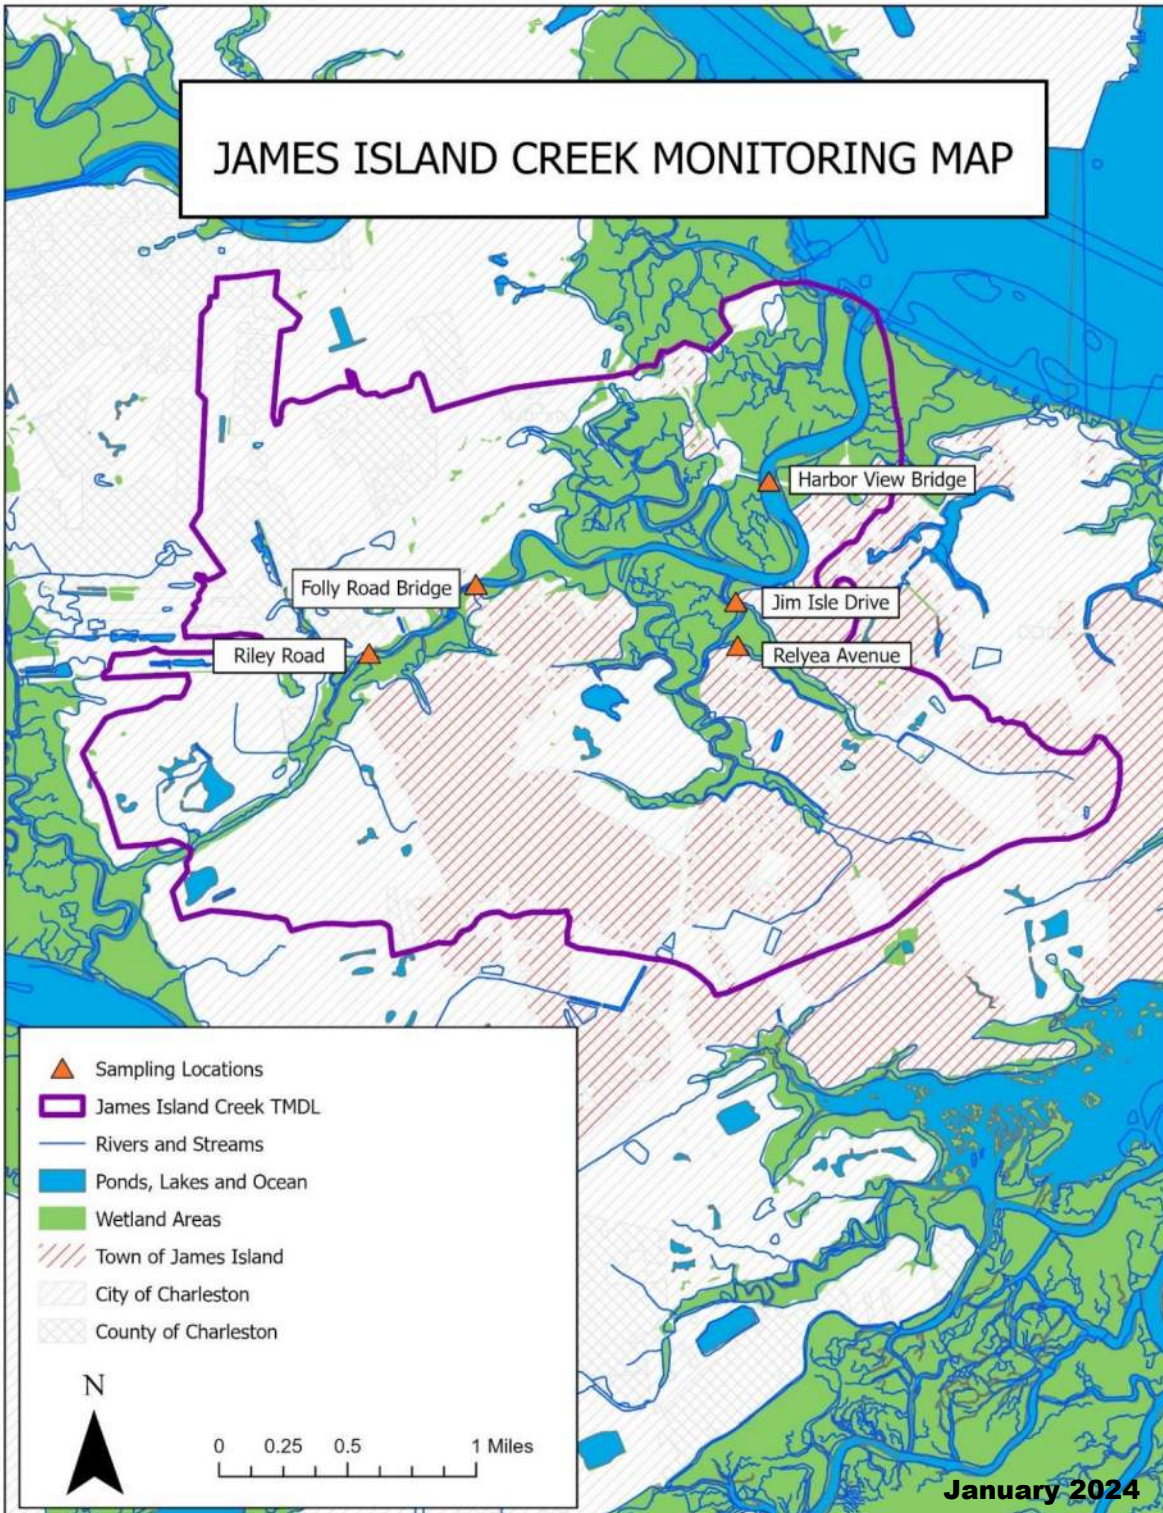 JAMES ISLAND CREEK MONITORING MAP
Harbor View Bridge
Folly Road Bridge
Jim Isle Drive
Riley Road
Relyea Avenue
Sampling Locations
James Island Creek TMDL
Rivers and Streams
Ponds, Lakes and Ocean
Wetland Areas
Town of James Island
City of Charleston
County of Charleston
N
0 0.25 0.5 1 Miles
January 2024